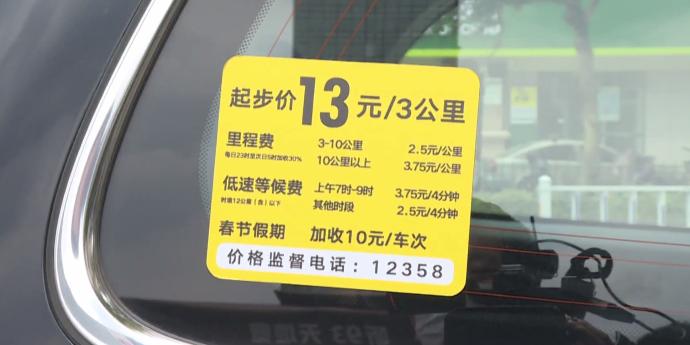 起步价13元/3公里
里程费 3-10公里 2.5元/公里
每日23时至次日5时加收30% 10公里以上 3.75元/公里
低速等候费 上午7时-9时 3.75元/4分钟
时速12公里（含）以下 其他时段 2.5元/4分钟
春节假期 加收10元/车次
价格监督电话：12358